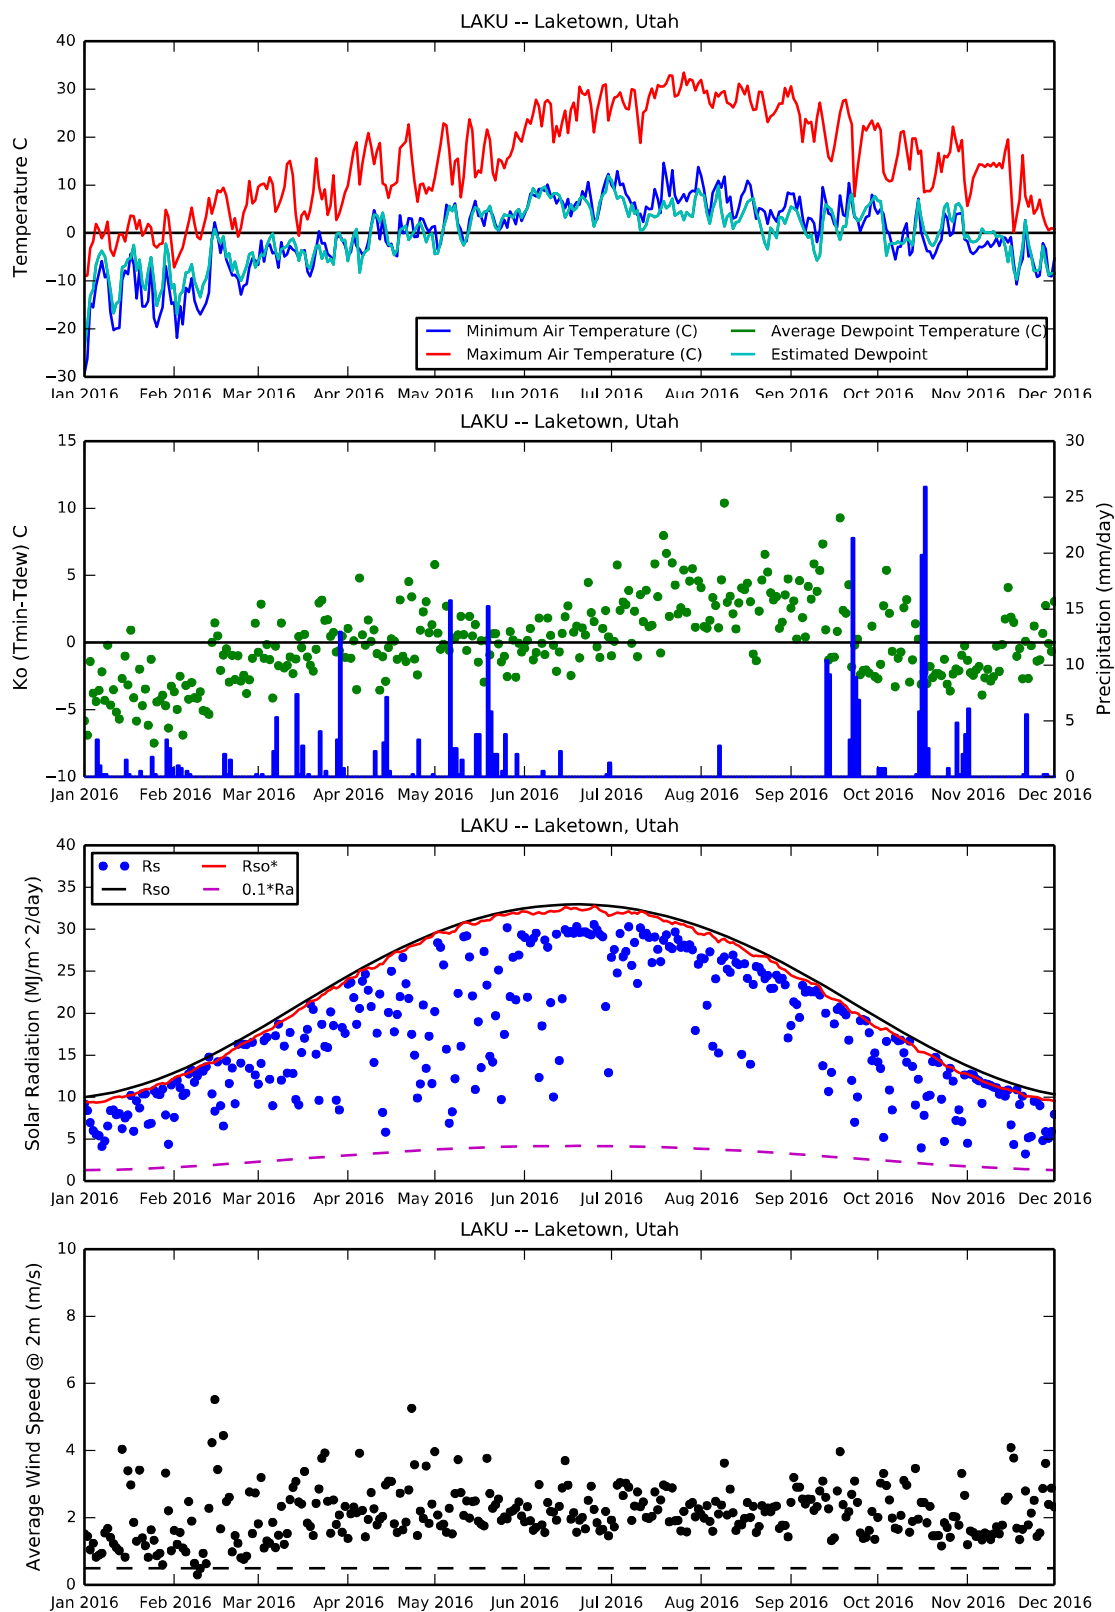 LAKU -- Laketown, Utah
Temperature C
40
30
20
10
0
−10
−20
−30
Minimum Air Temperature (C)
Maximum Air Temperature (C)
Average Dewpoint Temperature (C)
Estimated Dewpoint
Jan 2016 Feb 2016 Mar 2016 Apr 2016 May 2016 Jun 2016 Jul 2016 Aug 2016 Sep 2016 Oct 2016 Nov 2016 Dec 2016
LAKU -- Laketown, Utah
Ko (Tmin-Tdew) C
15
10
5
0
−5
−10
30
25
20
15
10
5
0
Precipitation (mm/day)
Jan 2016 Feb 2016 Mar 2016 Apr 2016 May 2016 Jun 2016 Jul 2016 Aug 2016 Sep 2016 Oct 2016 Nov 2016 Dec 2016
LAKU -- Laketown, Utah
Solar Radiation (MJ/m^2/day)
40
35
30
25
20
15
10
5
0
Rs
Rso
Rso*
0.1*Ra
Jan 2016 Feb 2016 Mar 2016 Apr 2016 May 2016 Jun 2016 Jul 2016 Aug 2016 Sep 2016 Oct 2016 Nov 2016 Dec 2016
LAKU -- Laketown, Utah
Average Wind Speed @ 2m (m/s)
10
8
6
4
2
0
Jan 2016 Feb 2016 Mar 2016 Apr 2016 May 2016 Jun 2016 Jul 2016 Aug 2016 Sep 2016 Oct 2016 Nov 2016 Dec 2016